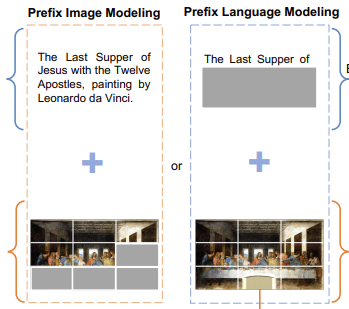 Prefix Image Modeling
The Last Supper of
Jesus with the Twelve
Apostles, painting by
Leonardo da Vinci.
+
or
Prefix Language Modeling
The Last Supper of
+